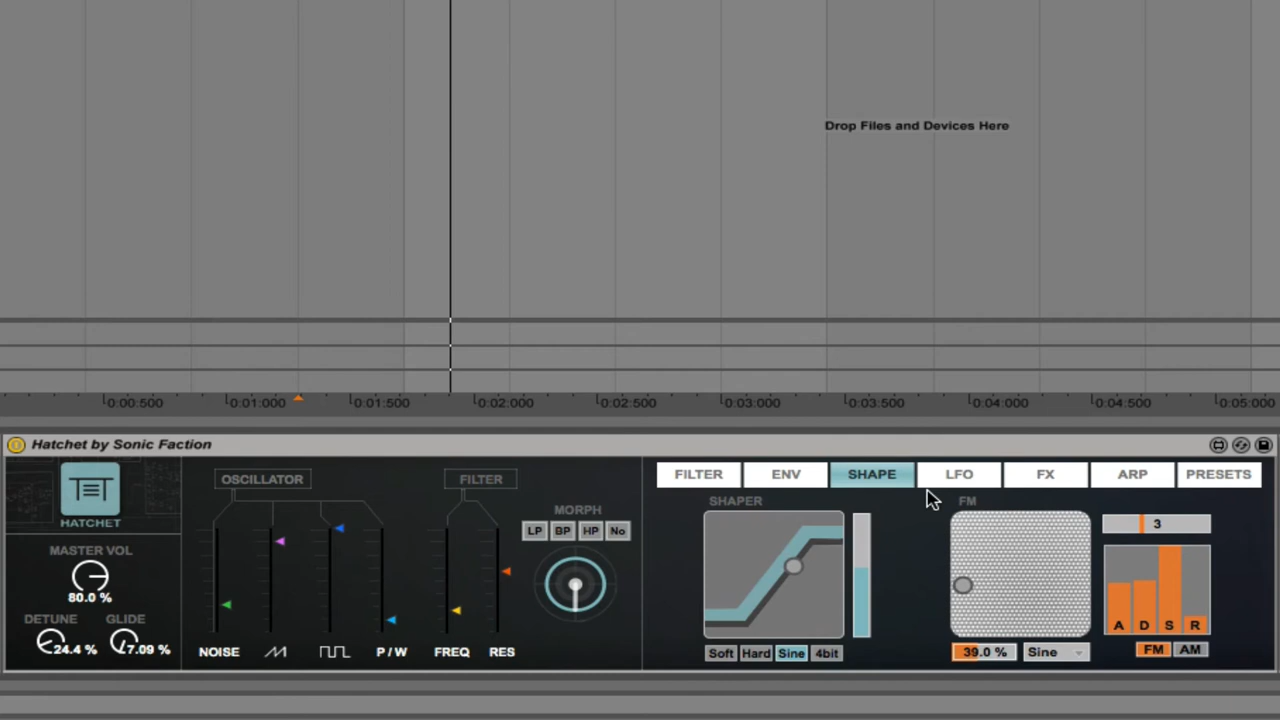 Drop Files and Devices Here
0:00:500 0:01:000 0:01:500 0:02:000 0:02:500 0:03:000 0:03:500 0:04:000 0:04:500 0:05:000
Hatchet by Sonic Faction
HATCHET
MASTER VOL
80.0 %
DETUNE GLIDE
24.4 % 7.09 %
OSCILLATOR
NOISE P / W
FILTER
FREQ RES
MORPH
LP BP HP No
FILTER ENV SHAPE LFO FX ARP PRESETS
SHAPER
Soft Hard Sine 4bit
FM
39.0 % Sine
3
A D S R
FM AM